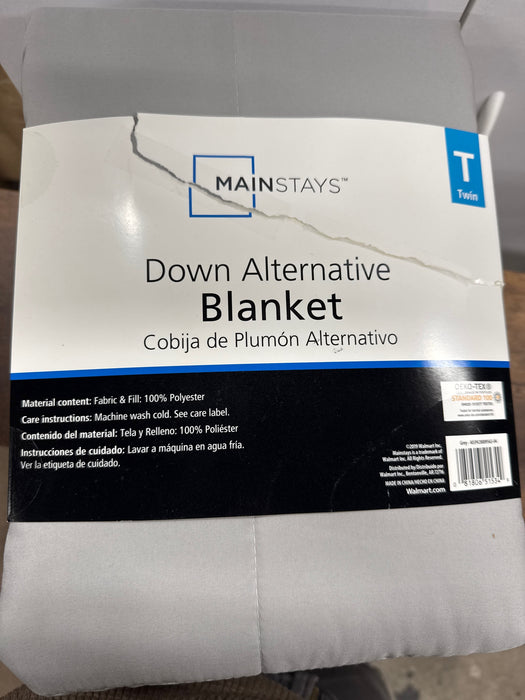 T
Twin
MAINSTAYS™
Down Alternative
Blanket
Cobija de Plumón Alternativo
Material content: Fabric & Fill: 100% Polyester
Care instructions: Machine wash cold. See care label.
Contenido del material: Tela y Relleno: 100% Poliéster
Instrucciones de cuidado: Lavar a máquina en agua fría.
Ver la etiqueta de cuidado.
OEKO-TEX®
STANDARD 100
©2019 Walmart Inc.
Mainstays is a trademark of
Walmart Inc. All Rights Reserved.
Distributed by/Distribuido por:
Walmart Inc., Bentonville, AR 72716
MADE IN CHINA/HECHO EN CHINA
Walmart.com